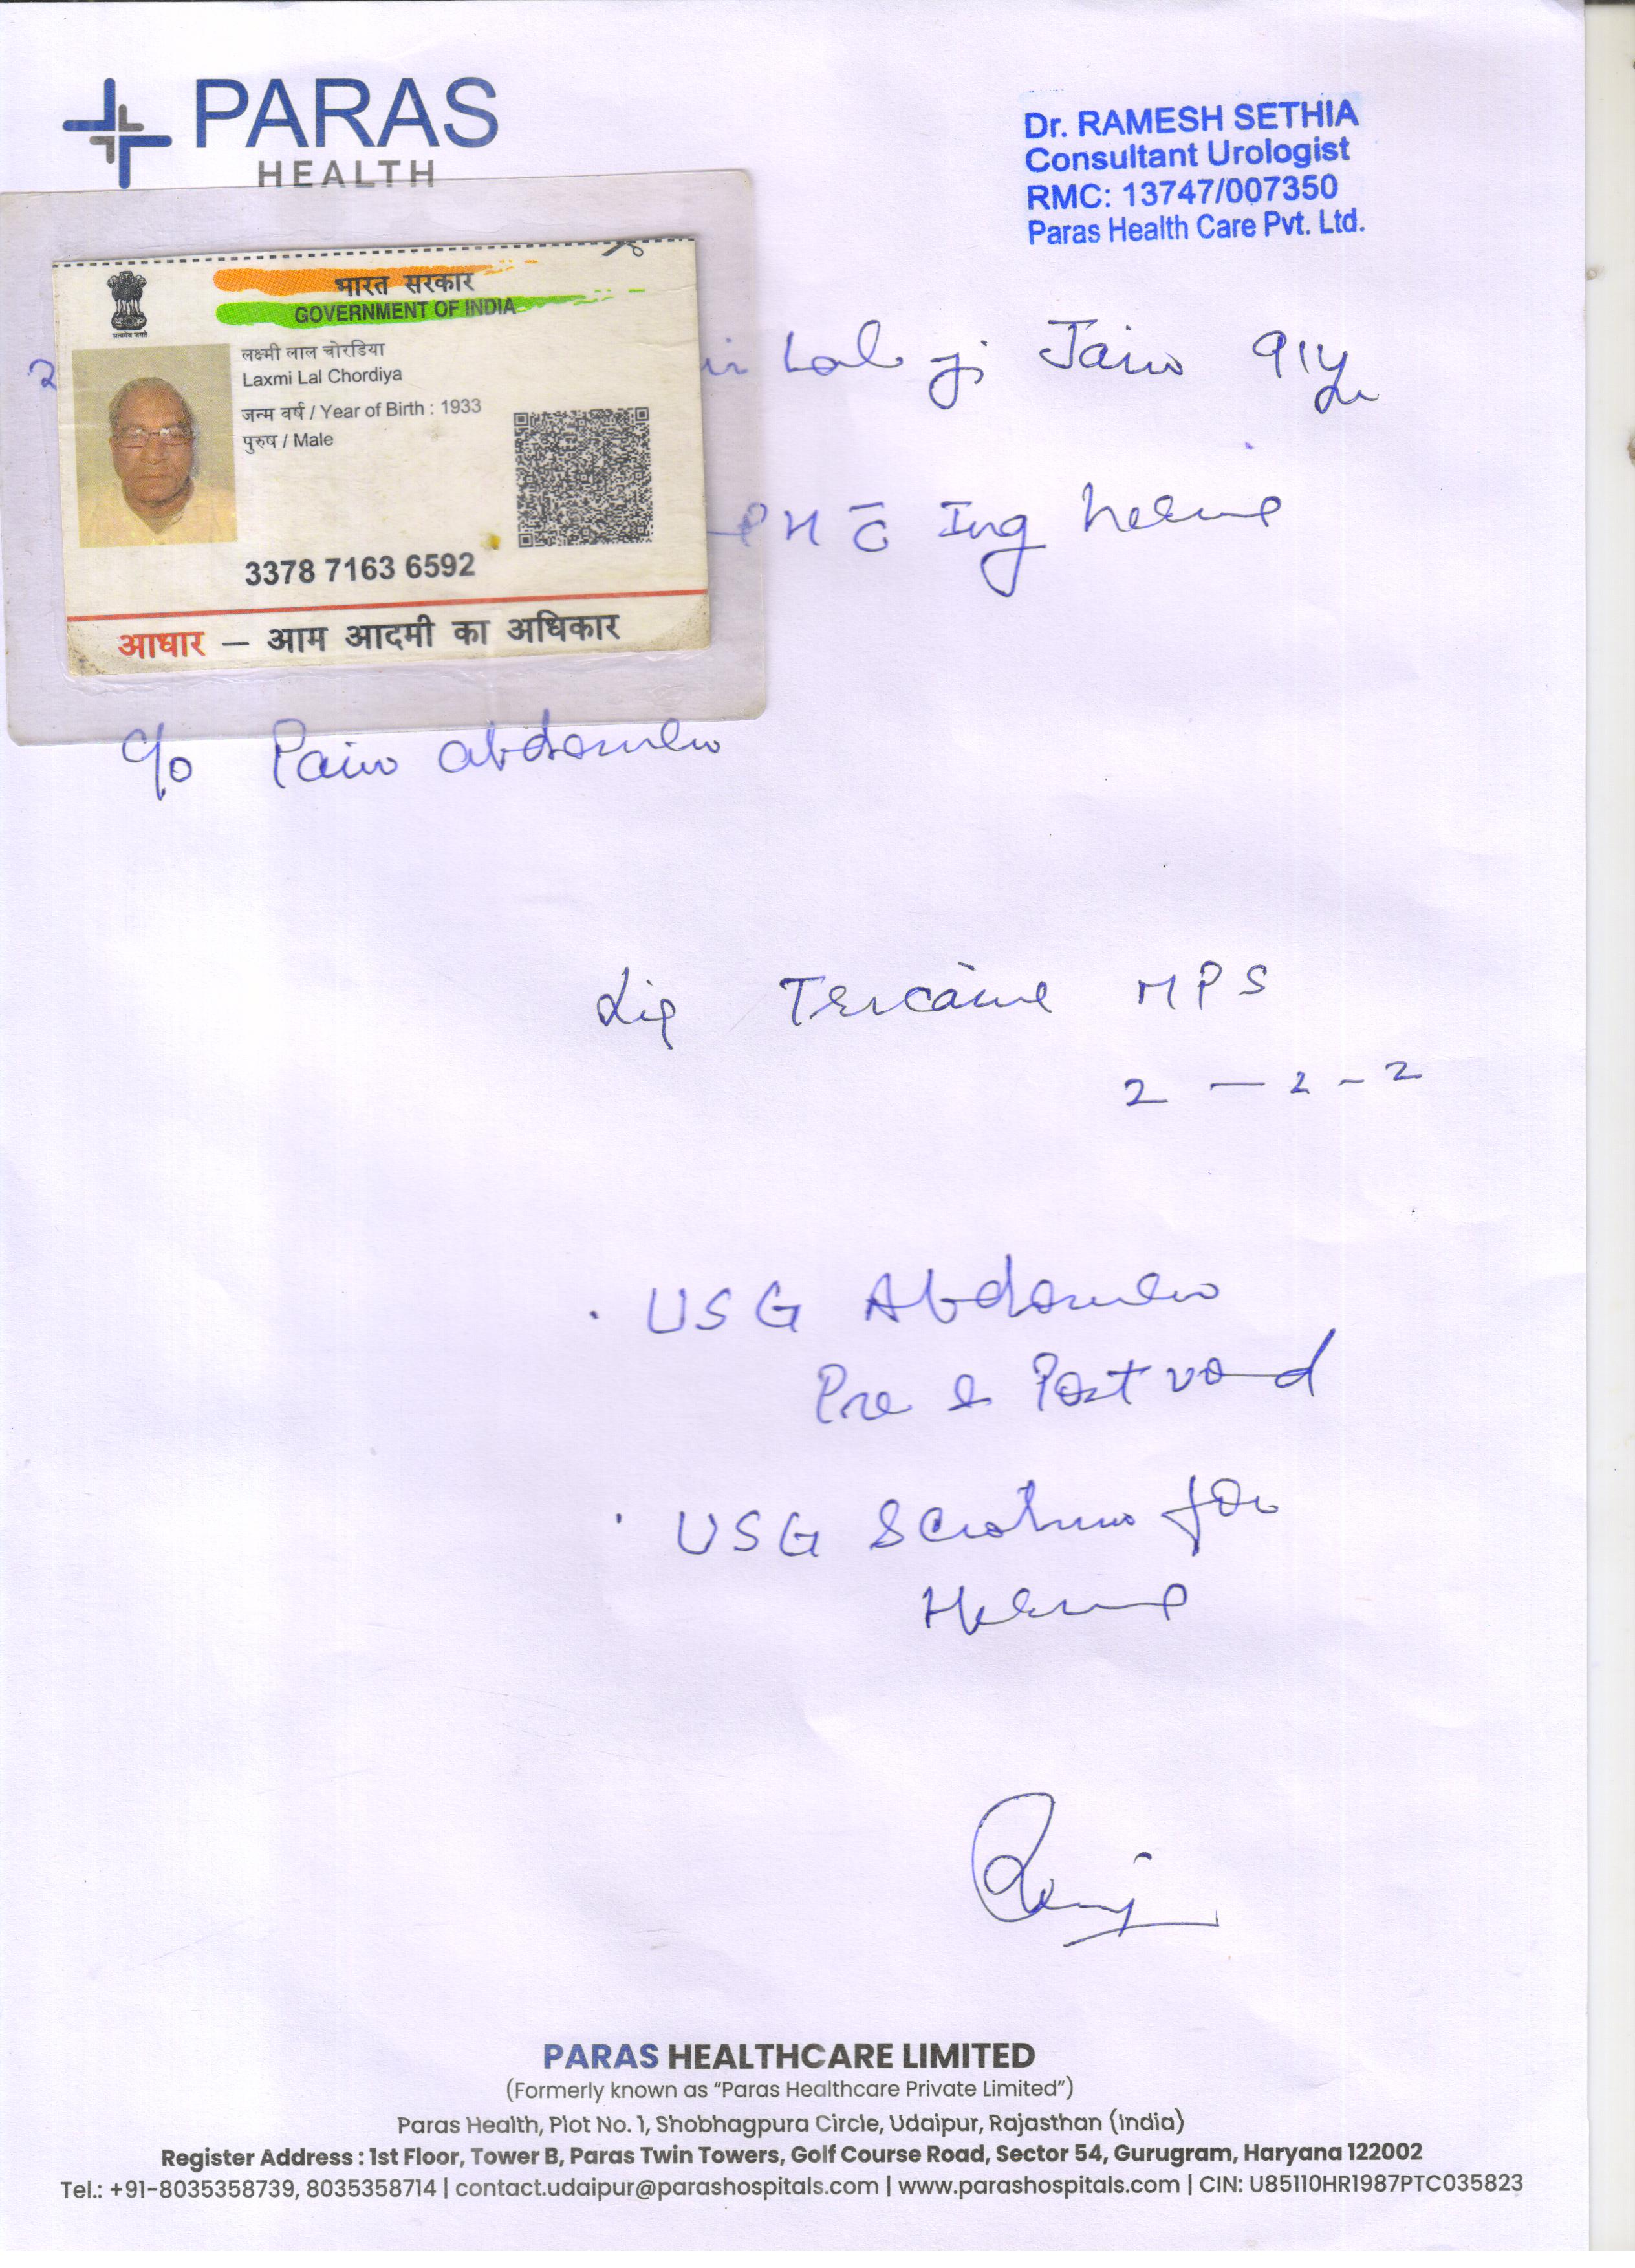 PARAS
HEALTH
Dr. RAMESH SETHIA
Consultant Urologist
RMC: 13747/007350
Paras Health Care Pvt. Ltd.
भारत सरकार
GOVERNMENT OF INDIA
सत्यमेव जयते
लक्ष्मी लाल चोरडिया
Laxmi Lal Chordiya
जन्म वर्ष / Year of Birth : 1933
पुरुष / Male
3378 7163 6592
आधार – आम आदमी का अधिकार
2
Lal ji Jain 91y
PH c̄ Ing hernia
c/o Pain abdomen
MPS
2 — 2 - 2
· USG Abdomen
Pre & Post void
· USG Scrotum for
Hernia
PARAS HEALTHCARE LIMITED
(Formerly known as “Paras Healthcare Private Limited”)
Paras Health, Plot No. 1, Shobhagpura Circle, Udaipur, Rajasthan (India)
Register Address : 1st Floor, Tower B, Paras Twin Towers, Golf Course Road, Sector 54, Gurugram, Haryana 122002
Tel.: +91-8035358739, 8035358714 | contact.udaipur@parashospitals.com | www.parashospitals.com | CIN: U85110HR1987PTC035823